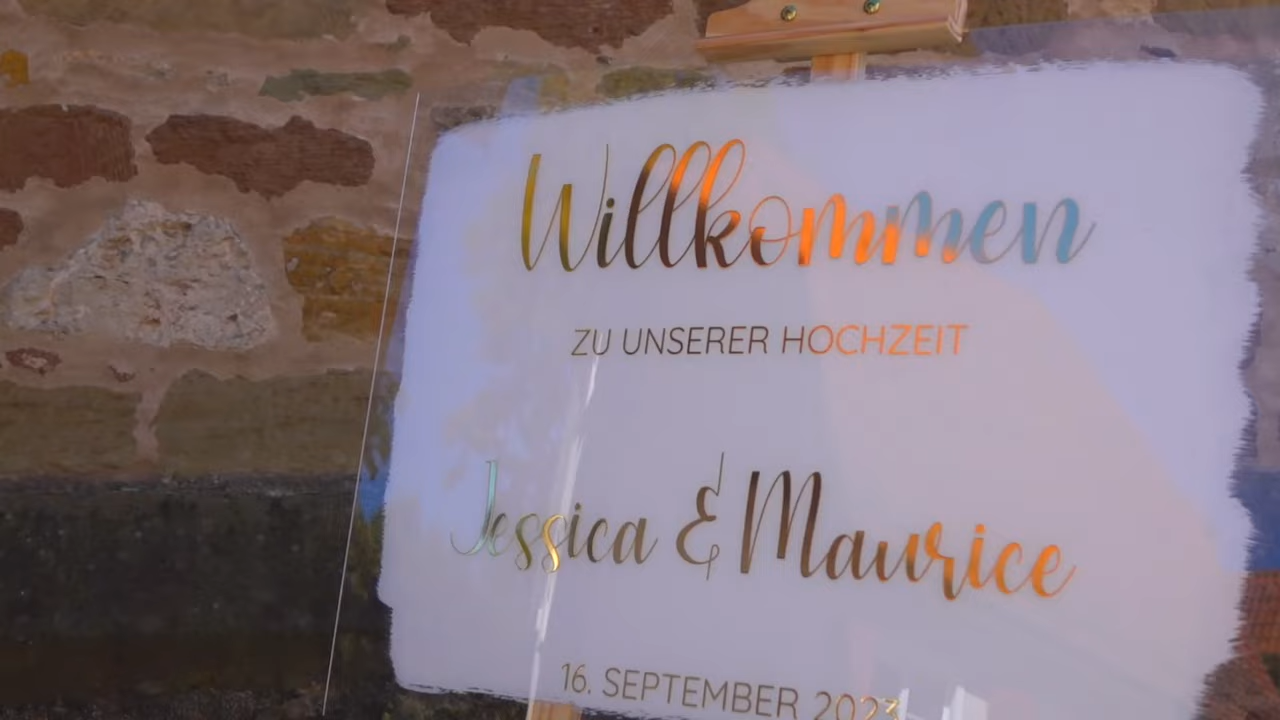 Willkommen
ZU UNSERER HOCHZEIT
Jessica & Maurice
16. SEPTEMBER 2023